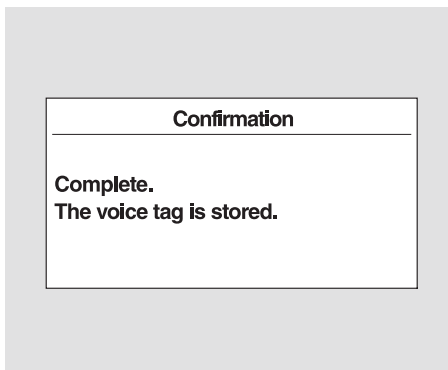 Confirmation
Complete.
The voice tag is stored.